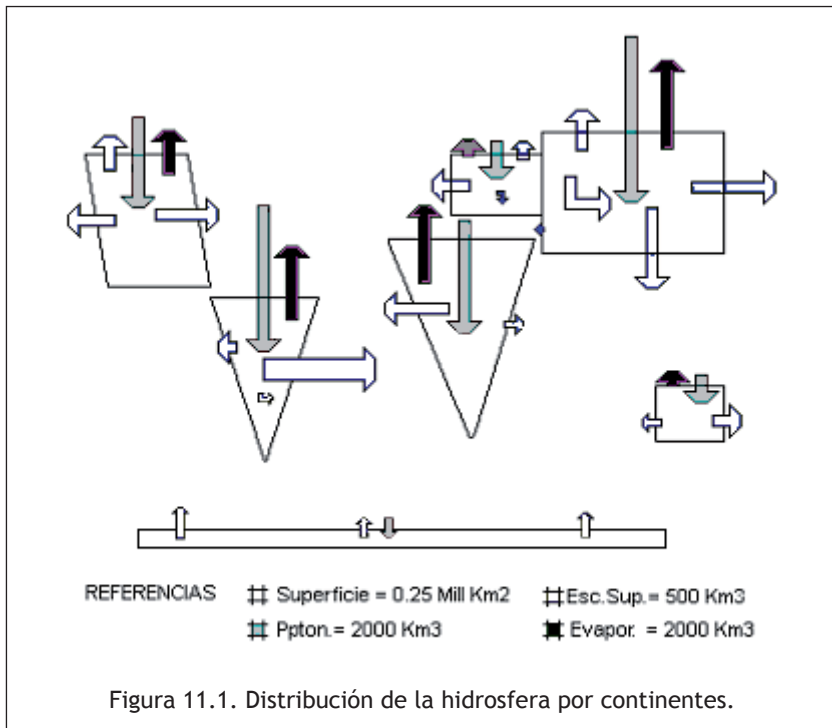 REFERENCIAS Superficie = 0.25 Mill Km2 Esc.Sup.= 500 Km3
Ppton.= 2000 Km3 Evapor. = 2000 Km3
Figura 11.1. Distribución de la hidrosfera por continentes.